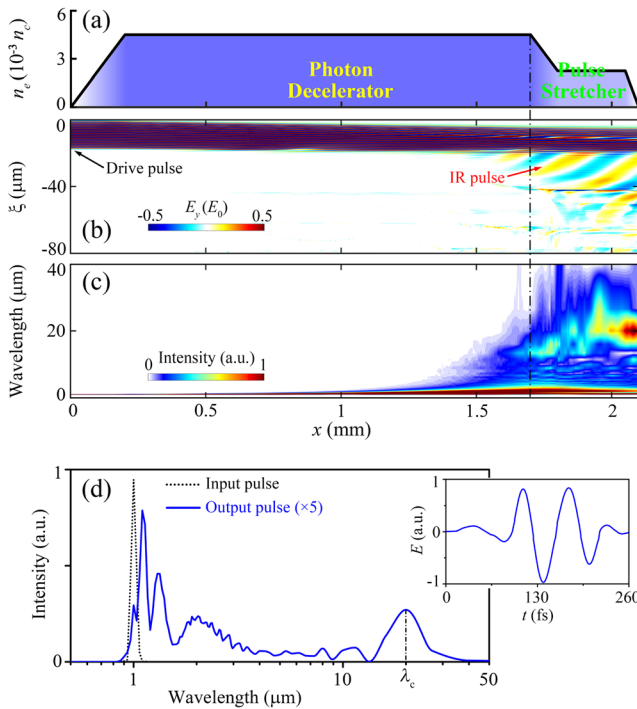 (a)
6
3
0
n_e (10⁻³ n_c)
Photon
Decelerator
Pulse
Stretcher
0
-40
-80
ξ (μm)
Drive pulse
IR pulse
E_y (E_0)
-0.5 0.5
(b)
40
20
0
Wavelength (μm)
(c)
Intensity (a.u.)
0 1
0 0.5 1 1.5 2
x (mm)
(d)
Input pulse
Output pulse (×5)
1
0
Intensity (a.u.)
1 10 λ_c 50
Wavelength (μm)
1
0
-1
E (a.u.)
0 130 260
t (fs)